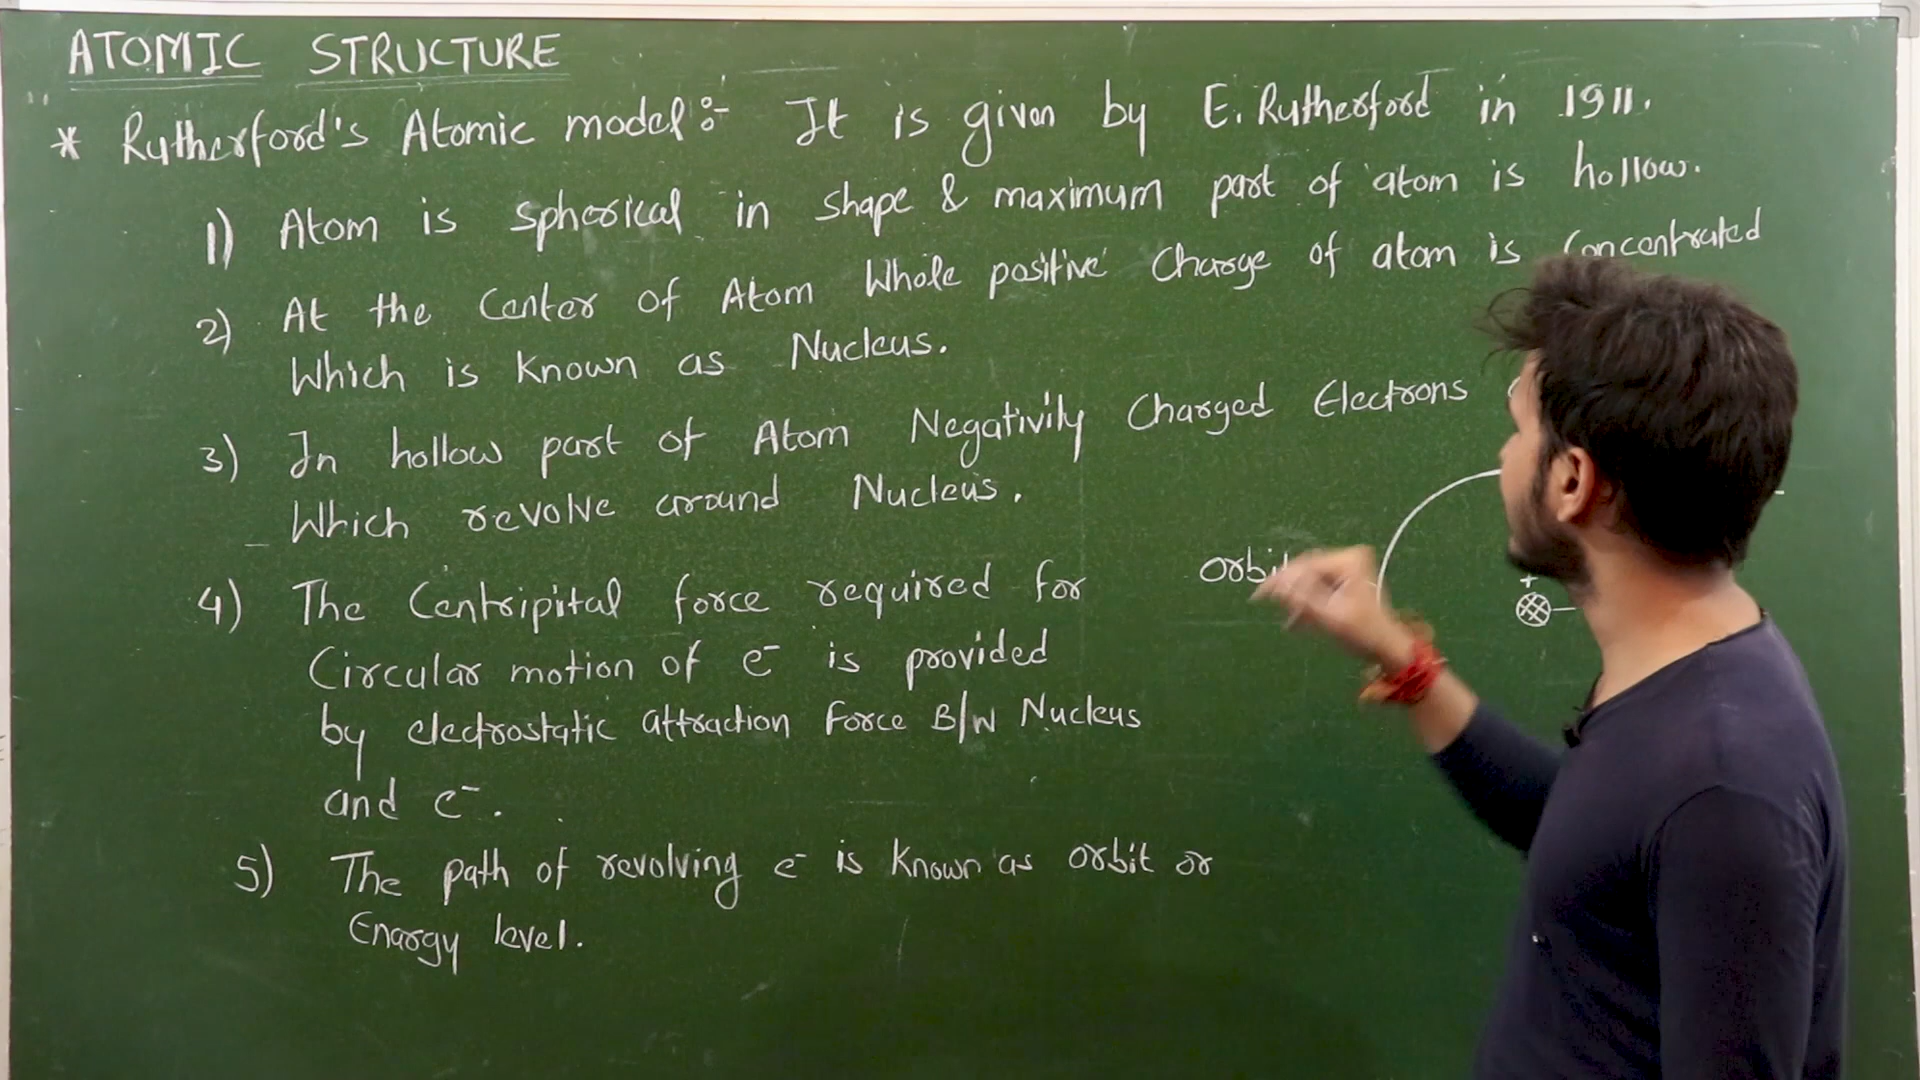 ATOMIC STRUCTURE
* Rutherford's Atomic model:- It is given by E. Rutherford in 1911.
1) Atom is spherical in shape & maximum part of atom is hollow.
2) At the Center of Atom Whole positive Charge of atom is Concentrated
Which is known as Nucleus.
3) In hollow part of Atom Negativily Charged Electrons
Which revolve around Nucleus.
4) The Centripital force required for
Circular motion of e- is provided
by electrostatic attraction Force B/W Nucleus
and e-.
5) The path of revolving e- is known as orbit or
Enargy level.
orbit
+